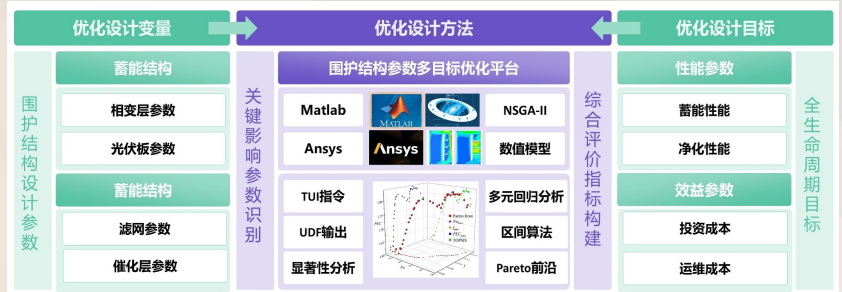 优化设计变量
优化设计方法
优化设计目标
围护结构设计参数
蓄能结构
相变层参数
光伏板参数
蓄能结构
滤网参数
催化层参数
关键影响参数识别
围护结构参数多目标优化平台
Matlab
MATLAB
NSGA-II
Ansys
Ansys
数值模型
TUI指令
多元回归分析
UDF输出
区间算法
显著性分析
Pareto前沿
Pareto front
TOPSIS
综合评价指标构建
性能参数
蓄能性能
净化性能
效益参数
投资成本
运维成本
全生命周期目标